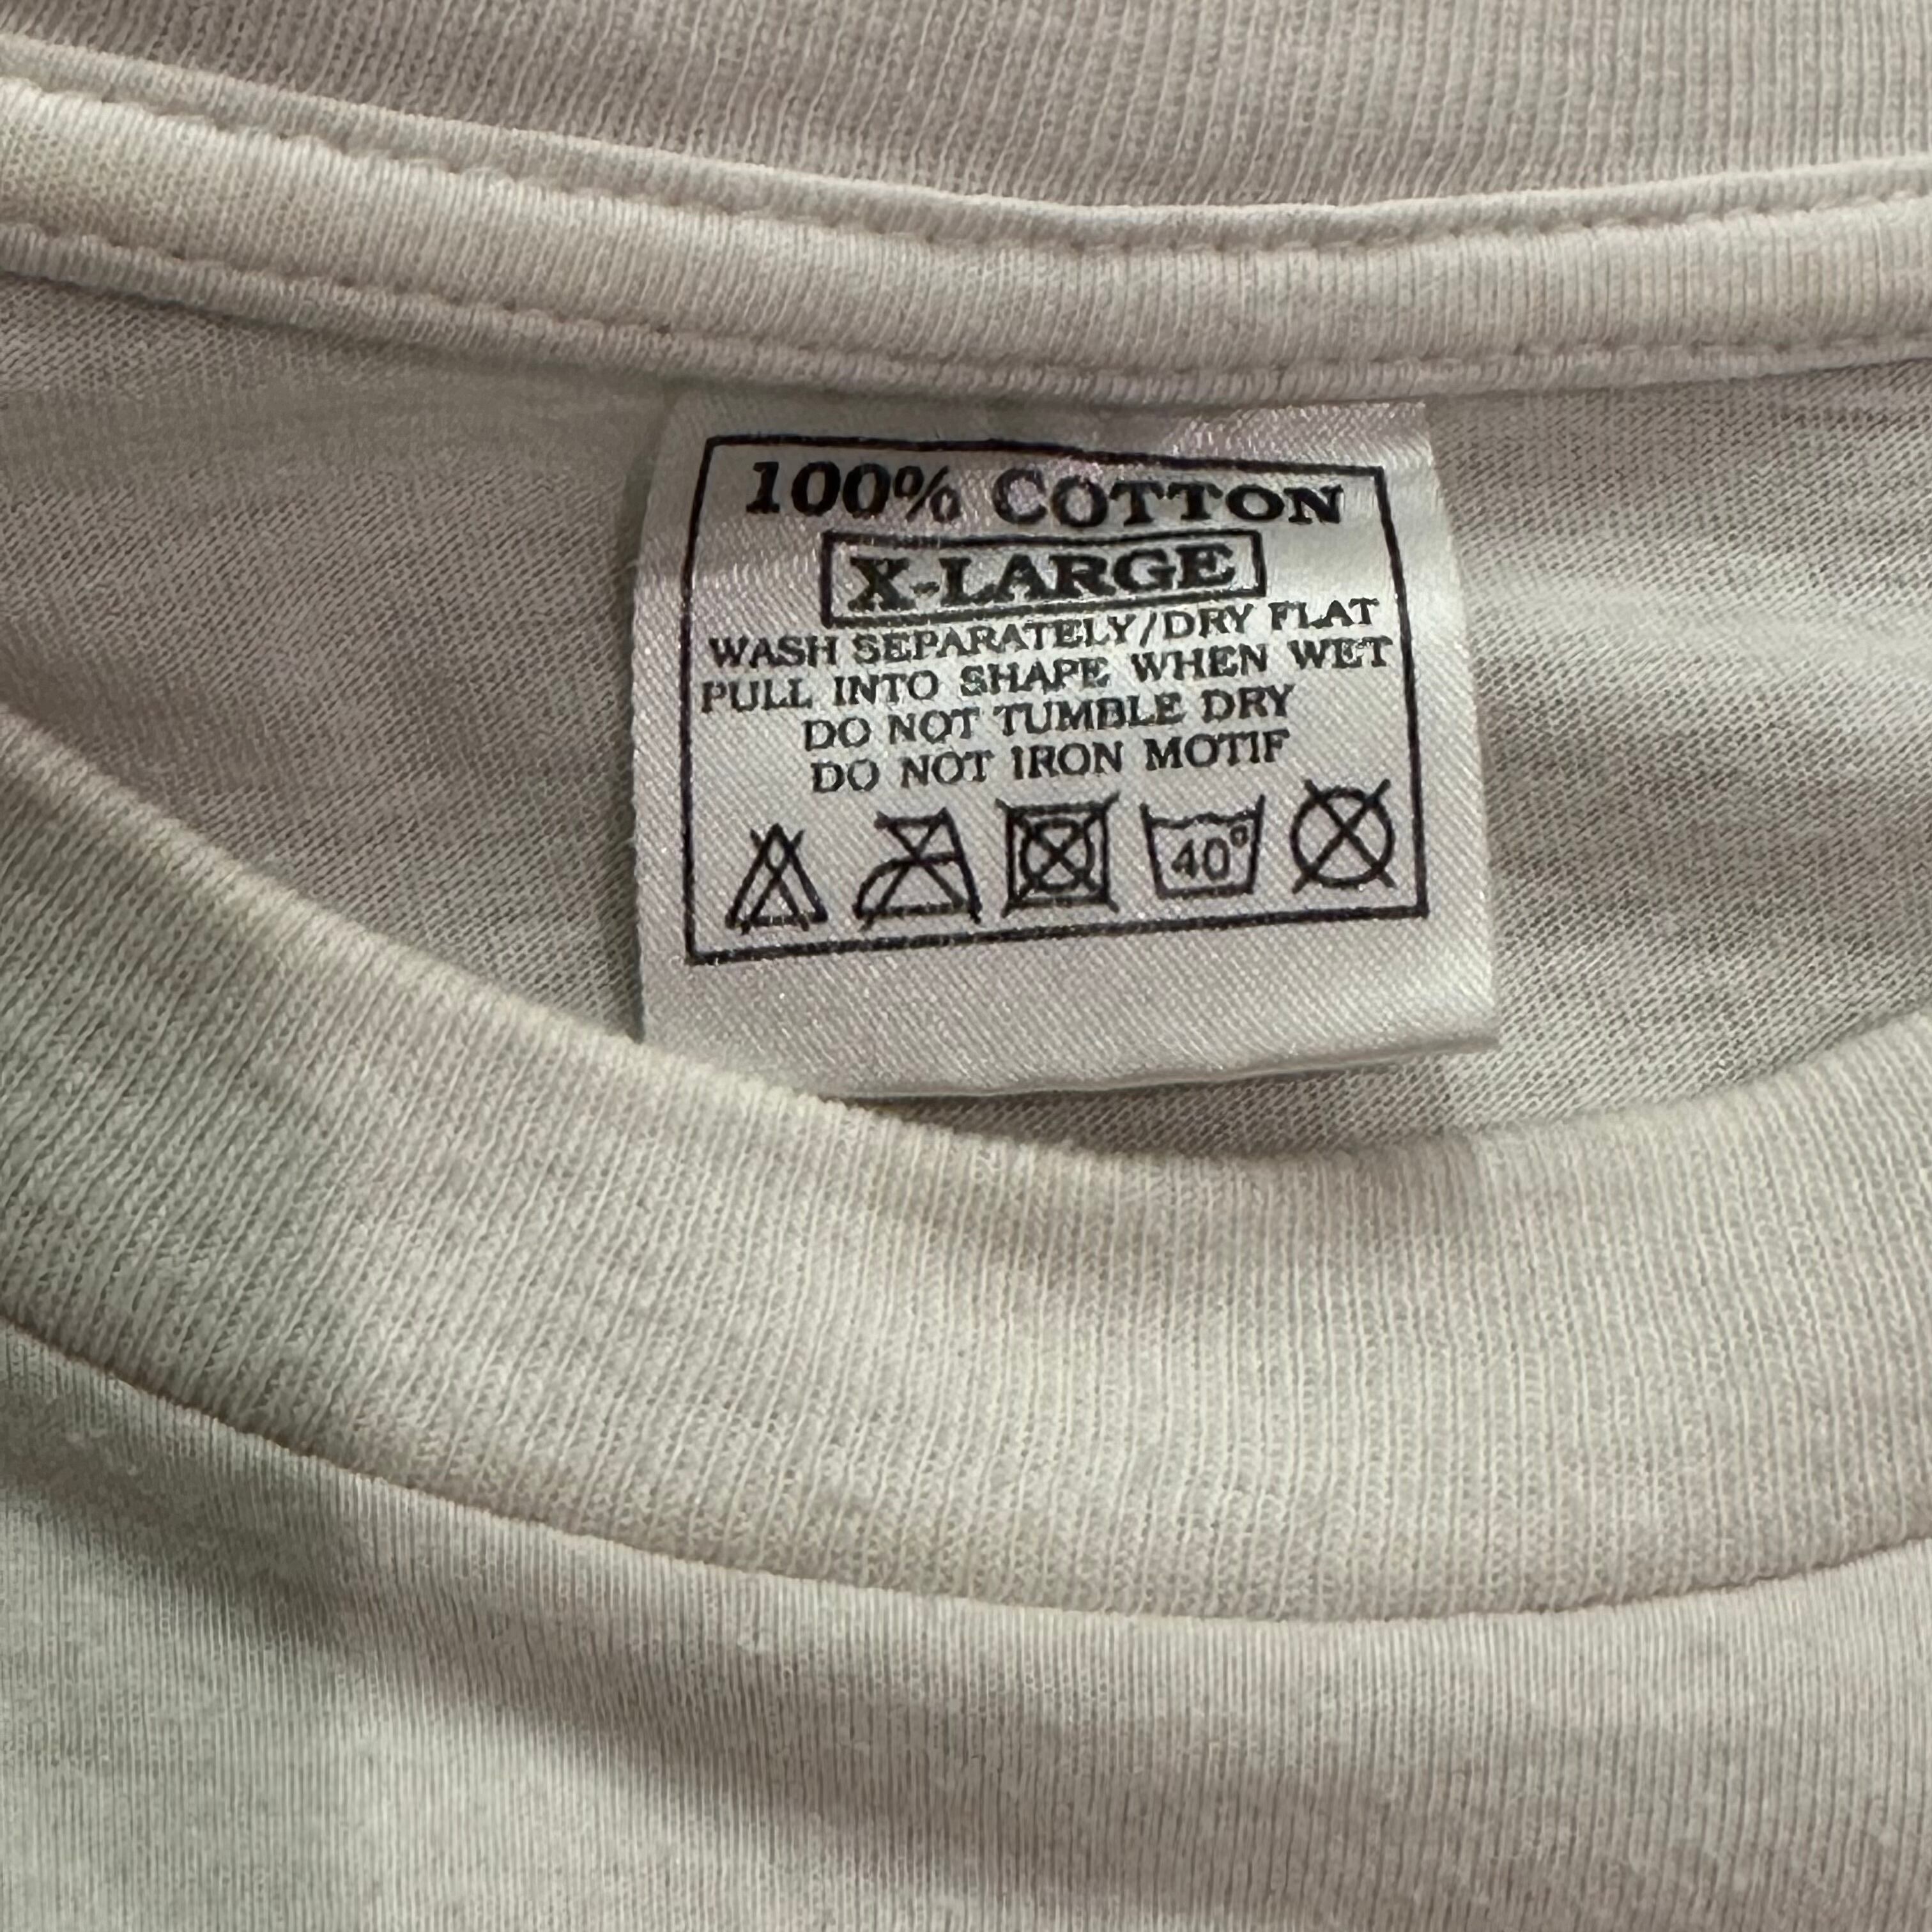 100% COTTON
X-LARGE
WASH SEPARATELY/DRY FLAT
PULL INTO SHAPE WHEN WET
DO NOT TUMBLE DRY
DO NOT IRON MOTIF
40°